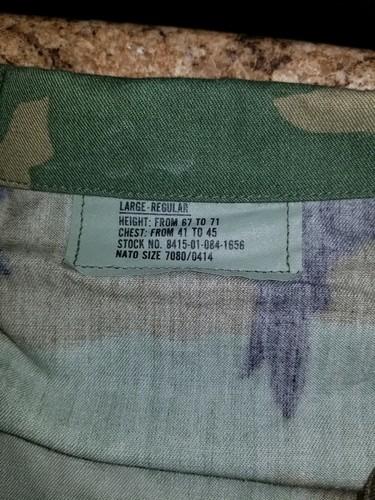 LARGE-REGULAR
HEIGHT: FROM 67 TO 71
CHEST: FROM 41 TO 45
STOCK NO. 8415-01-084-1656
NATO SIZE 7080/0414